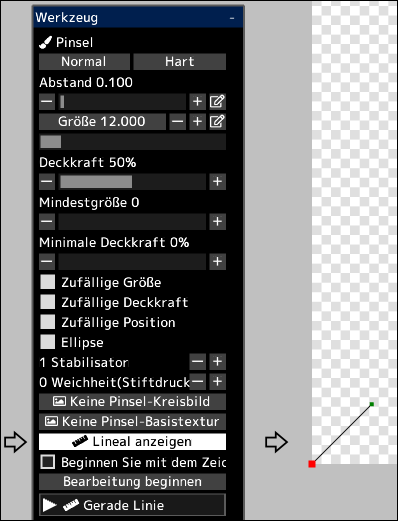 Werkzeug -
Pinsel
Normal Hart
Abstand 0.100
Größe 12.000
Deckkraft 50%
Mindestgröße 0
Minimale Deckkraft 0%
Zufällige Größe
Zufällige Deckkraft
Zufällige Position
Ellipse
1 Stabilisator
0 Weichheit(Stiftdruck
Keine Pinsel-Kreisbild
Keine Pinsel-Basistextur
Lineal anzeigen
Beginnen Sie mit dem Zeic
Bearbeitung beginnen
Gerade Linie